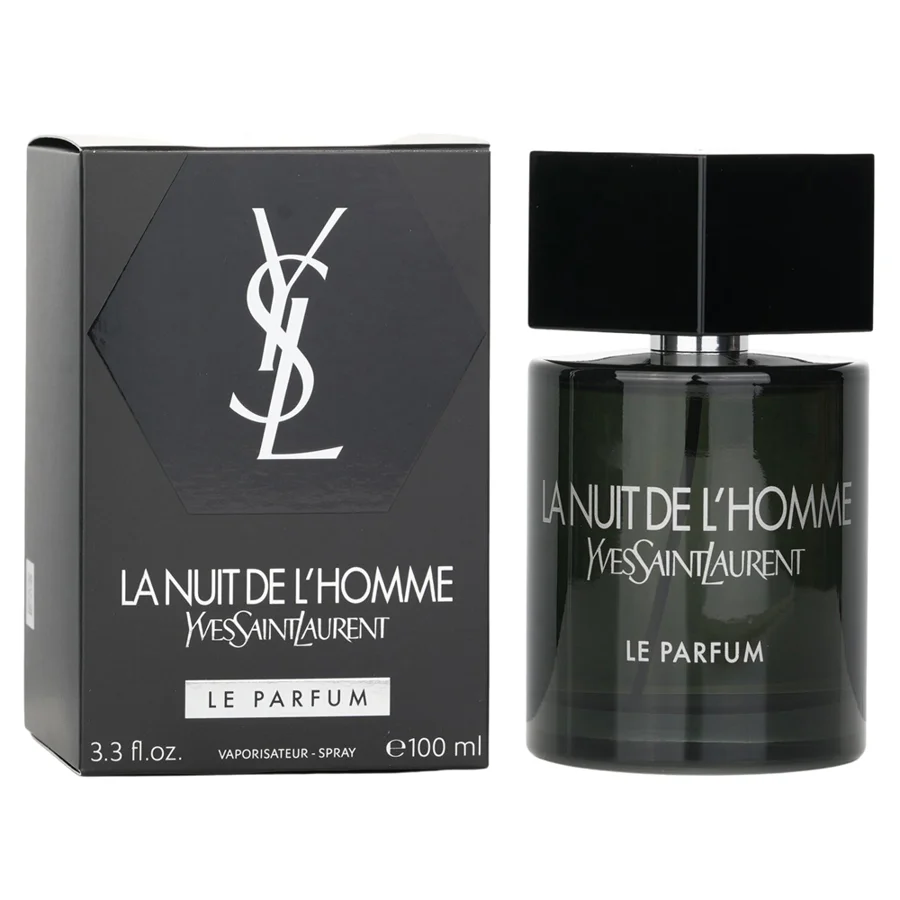 YSL
LA NUIT DE L'HOMME
YVESSAINTLAURENT
LE PARFUM
3.3 fl.oz.
VAPORISATEUR - SPRAY
℮100 ml
LA NUIT DE L'HOMME
YVESSAINTLAURENT
LE PARFUM